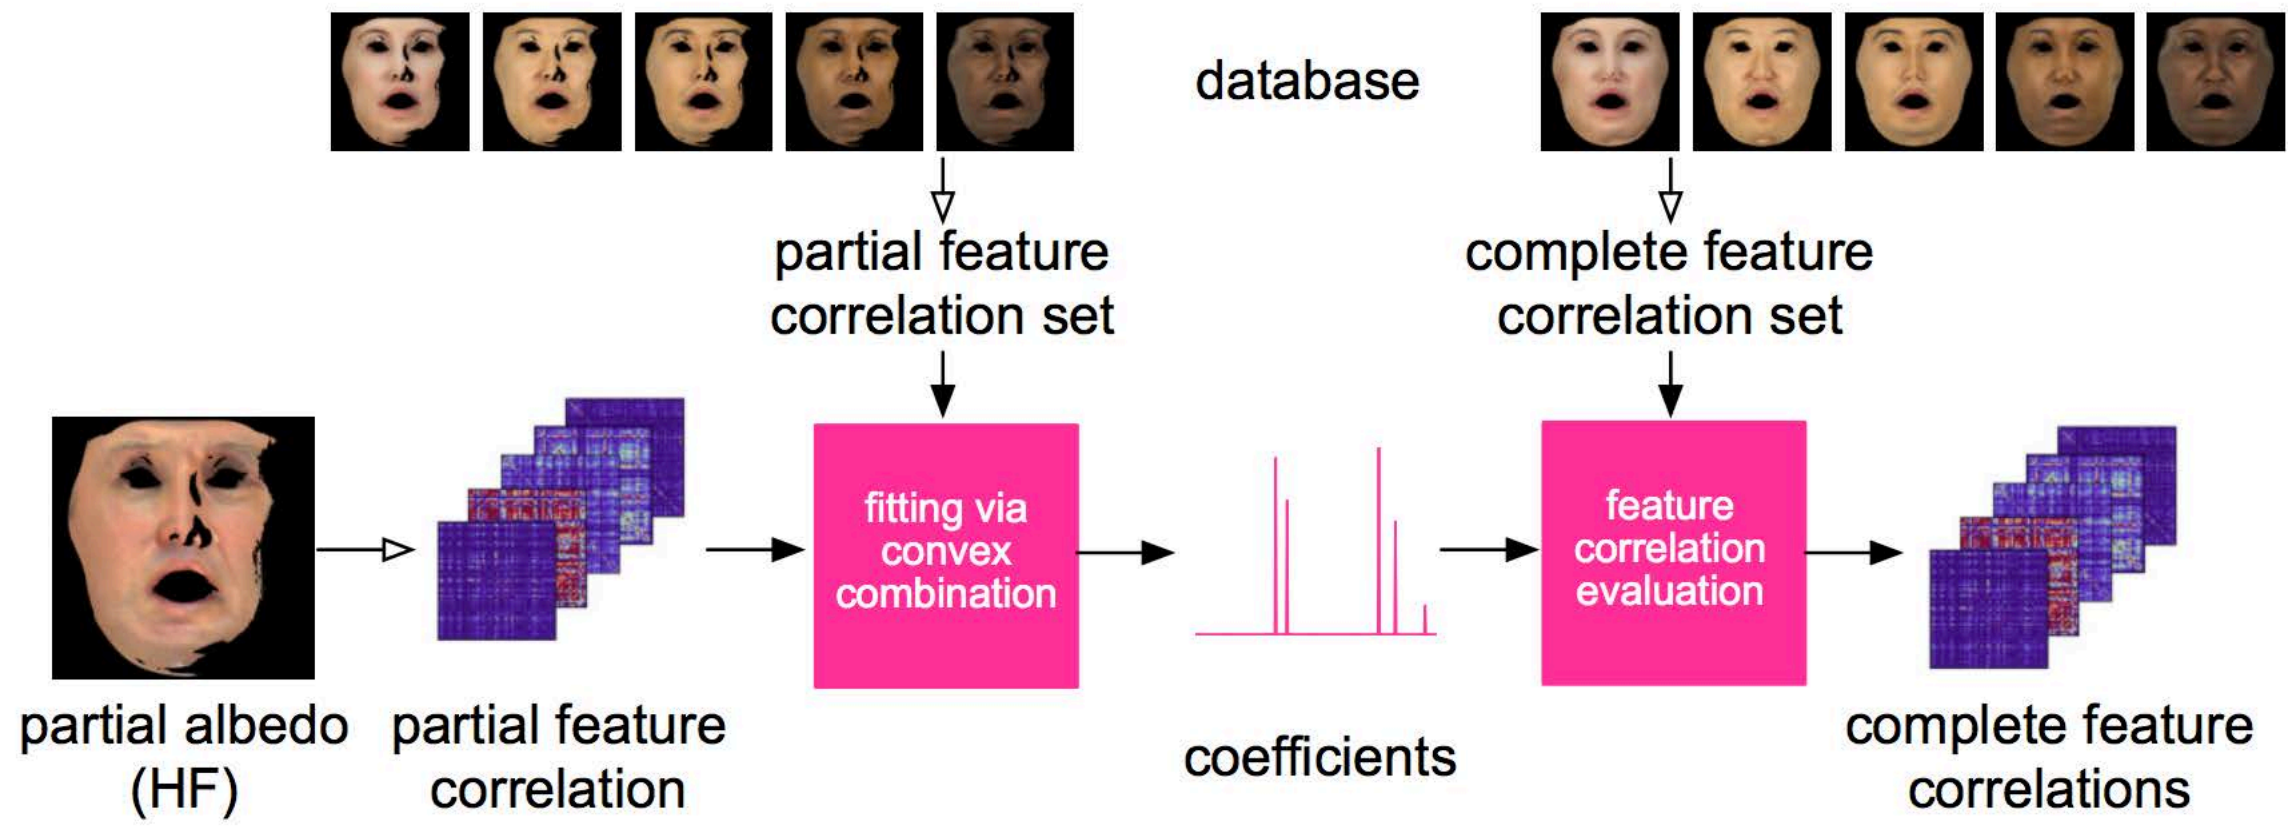 database
partial feature
correlation set
complete feature
correlation set
fitting via
convex
combination
feature
correlation
evaluation
partial albedo
(HF)
partial feature
correlation
coefficients
complete feature
correlations